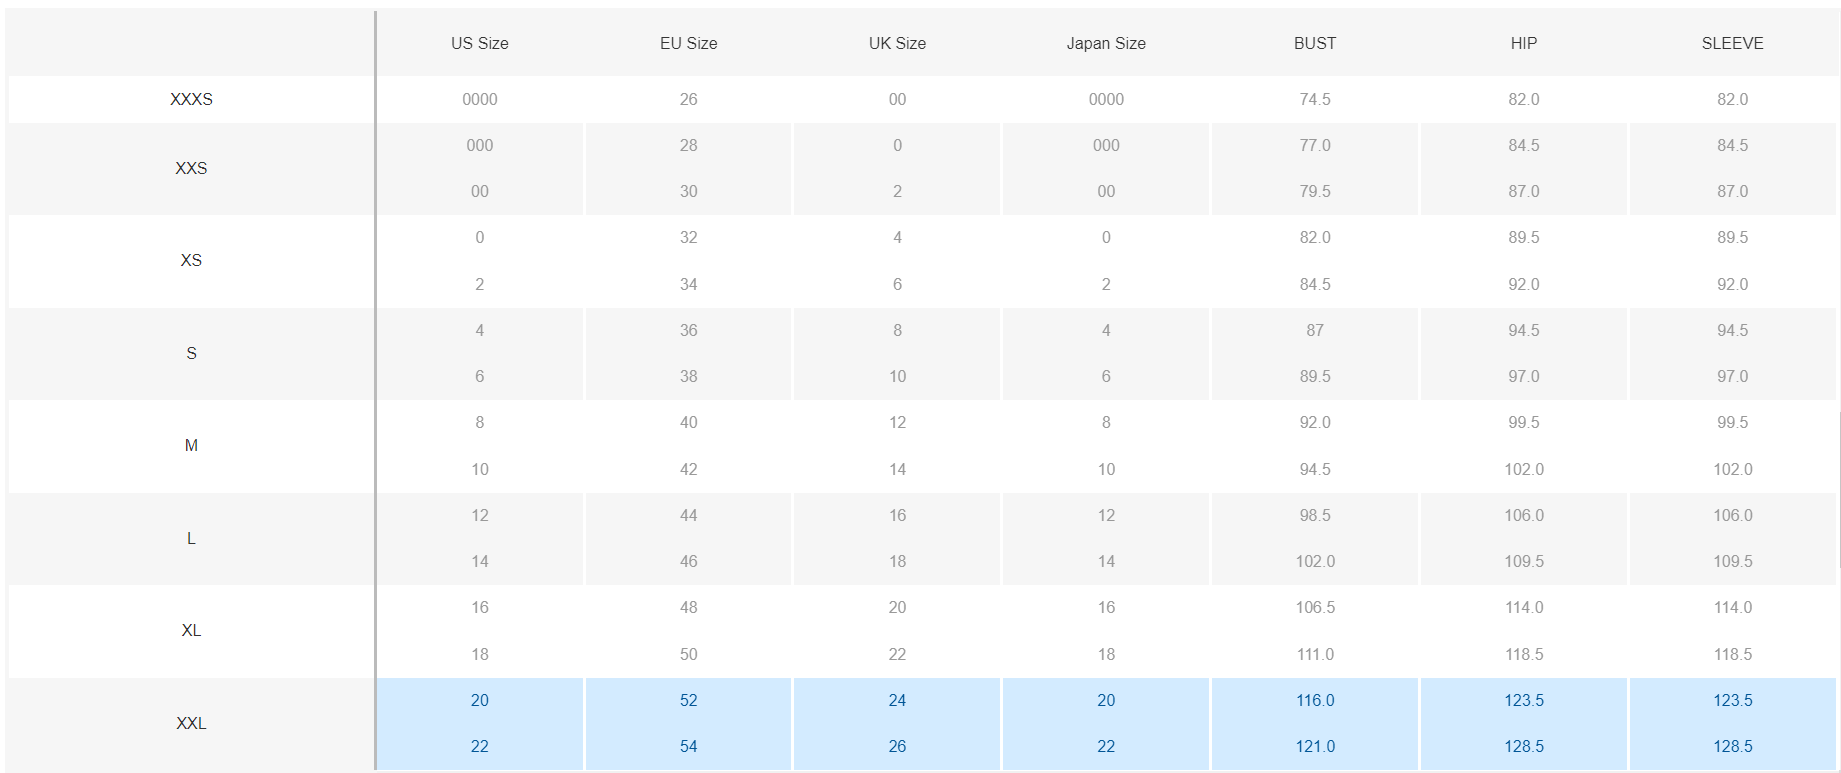 US Size EU Size UK Size Japan Size BUST HIP SLEEVE
XXXS 0000 26 00 0000 74.5 82.0 82.0
XXS
000 28 0 000 77.0 84.5 84.5
00 30 2 00 79.5 87.0 87.0
XS
0 32 4 0 82.0 89.5 89.5
2 34 6 2 84.5 92.0 92.0
S
4 36 8 4 87 94.5 94.5
6 38 10 6 89.5 97.0 97.0
M
8 40 12 8 92.0 99.5 99.5
10 42 14 10 94.5 102.0 102.0
L
12 44 16 12 98.5 106.0 106.0
14 46 18 14 102.0 109.5 109.5
XL
16 48 20 16 106.5 114.0 114.0
18 50 22 18 111.0 118.5 118.5
XXL
20 52 24 20 116.0 123.5 123.5
22 54 26 22 121.0 128.5 128.5